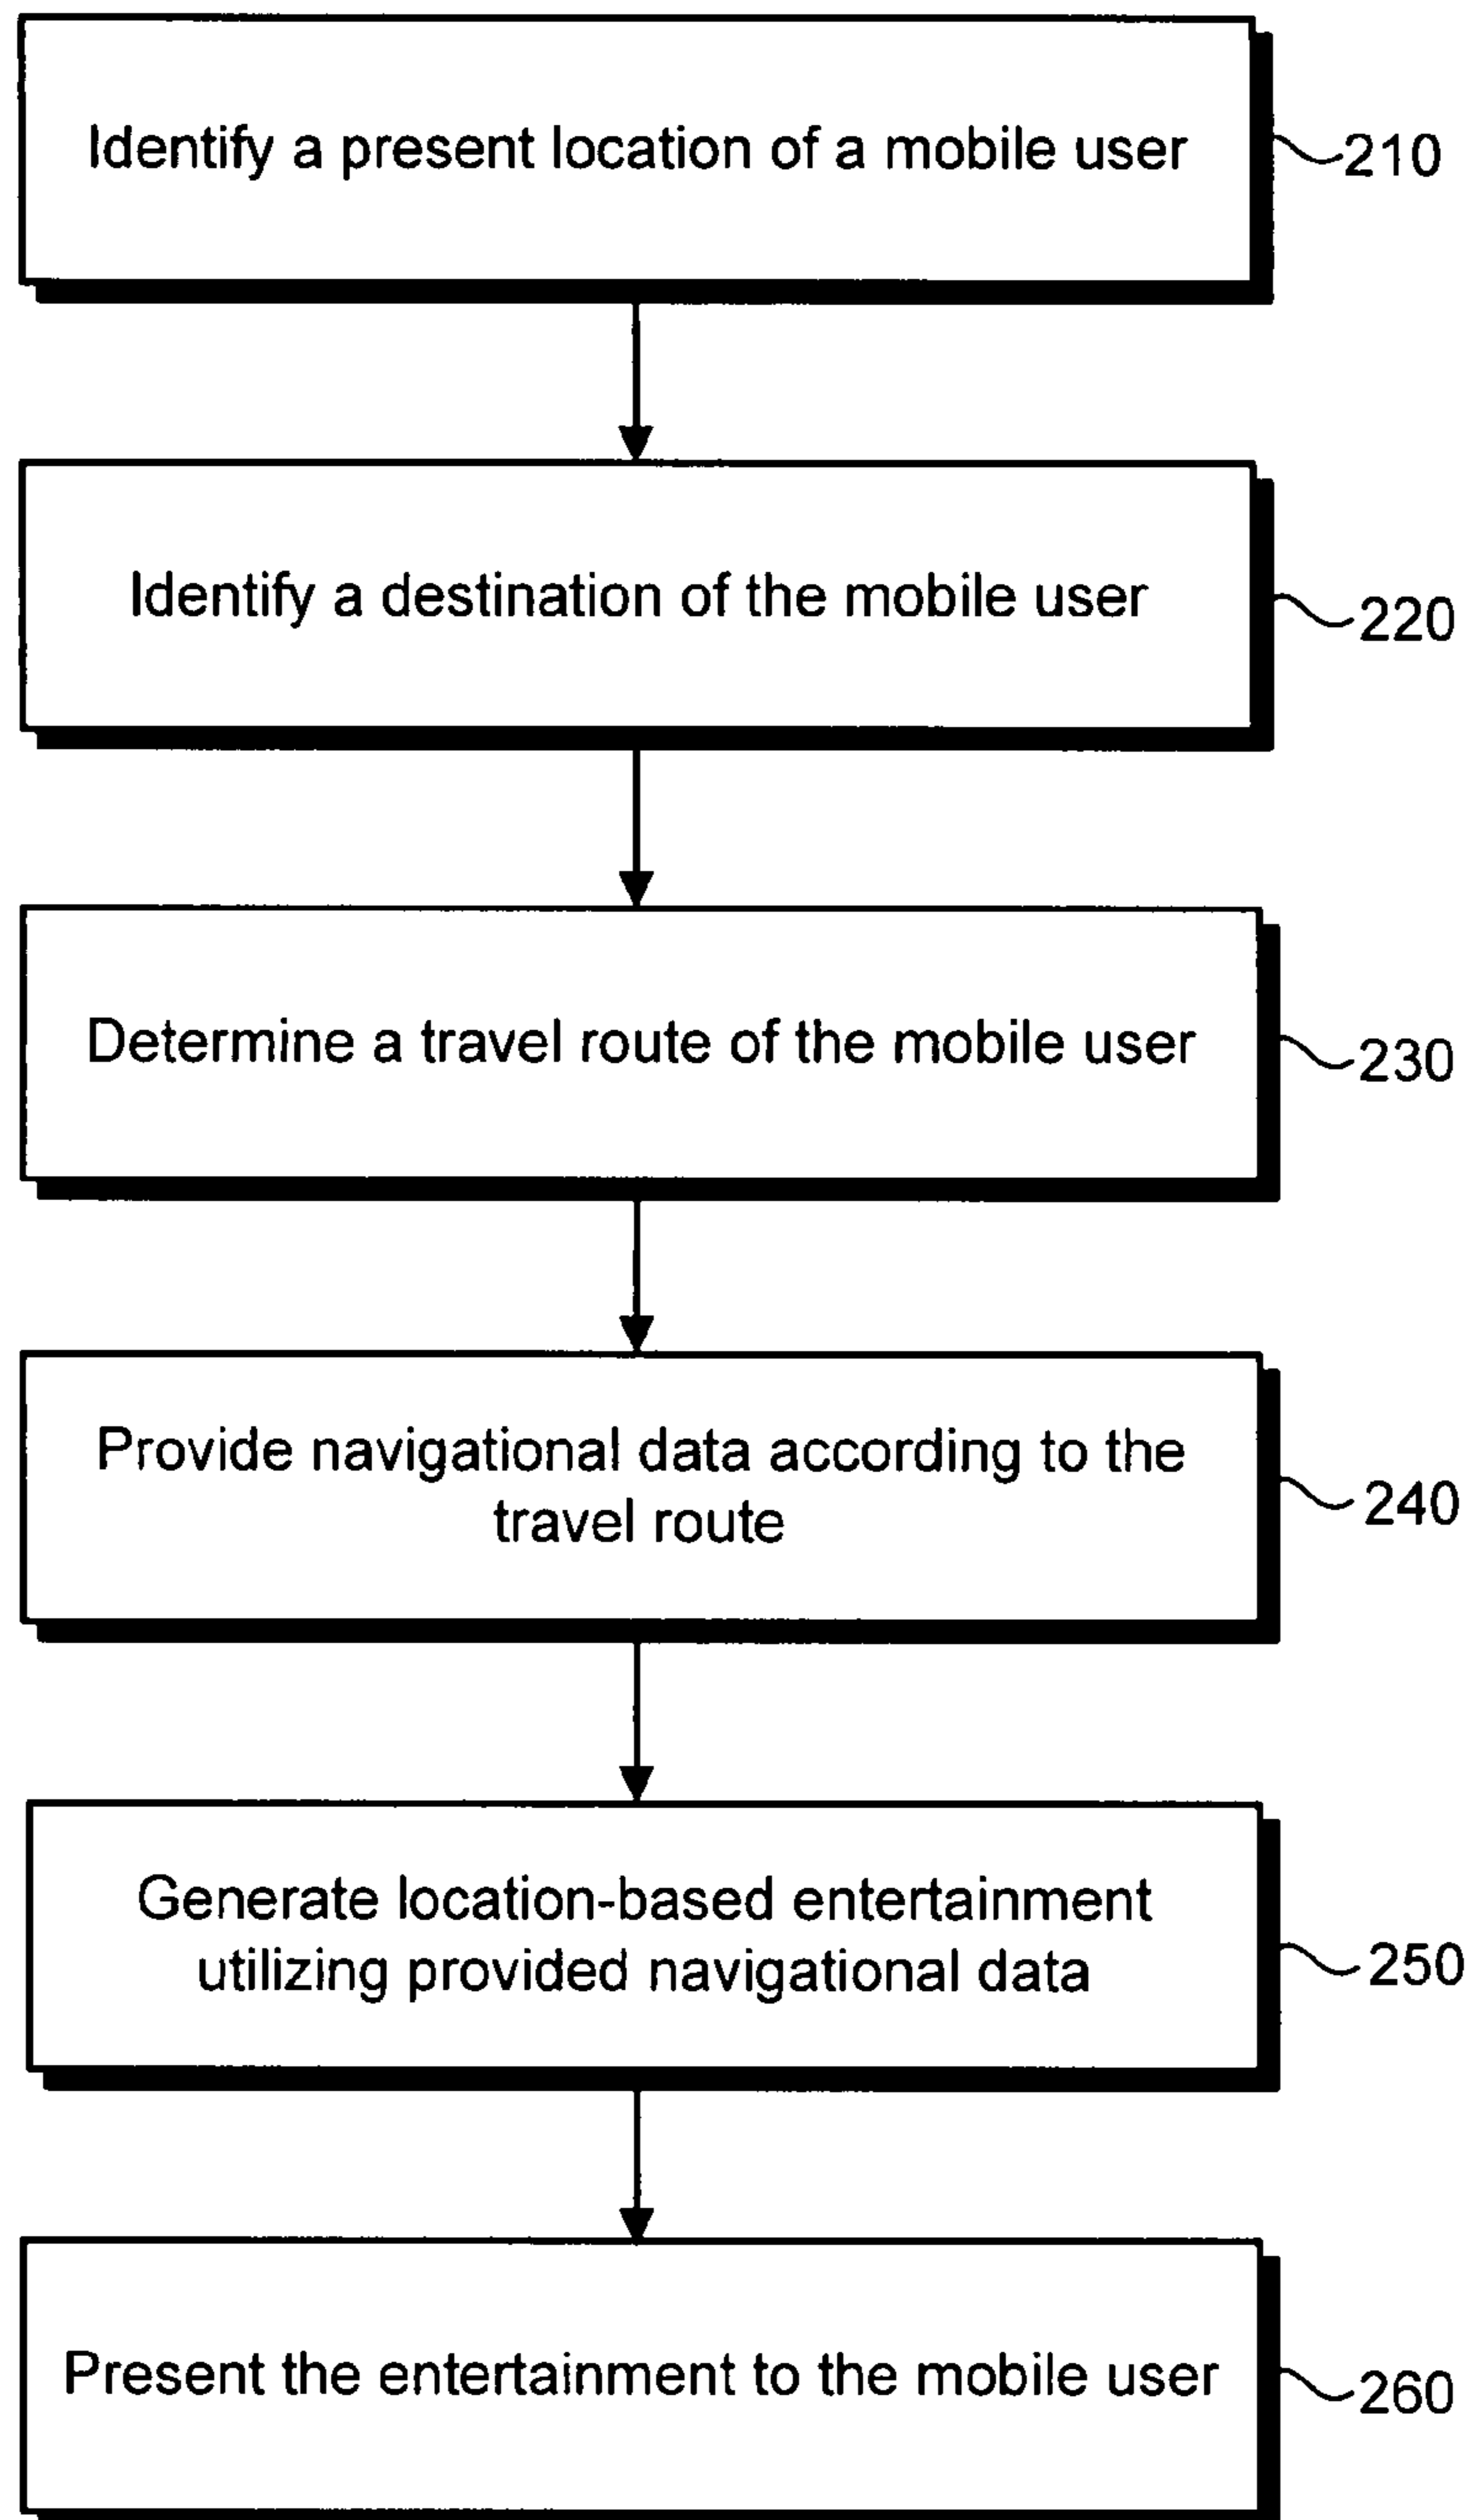 Identify a present location of a mobile user
210
Identify a destination of the mobile user
220
Determine a travel route of the mobile user
230
Provide navigational data according to the
travel route
240
Generate location-based entertainment
utilizing provided navigational data
250
Present the entertainment to the mobile user
260